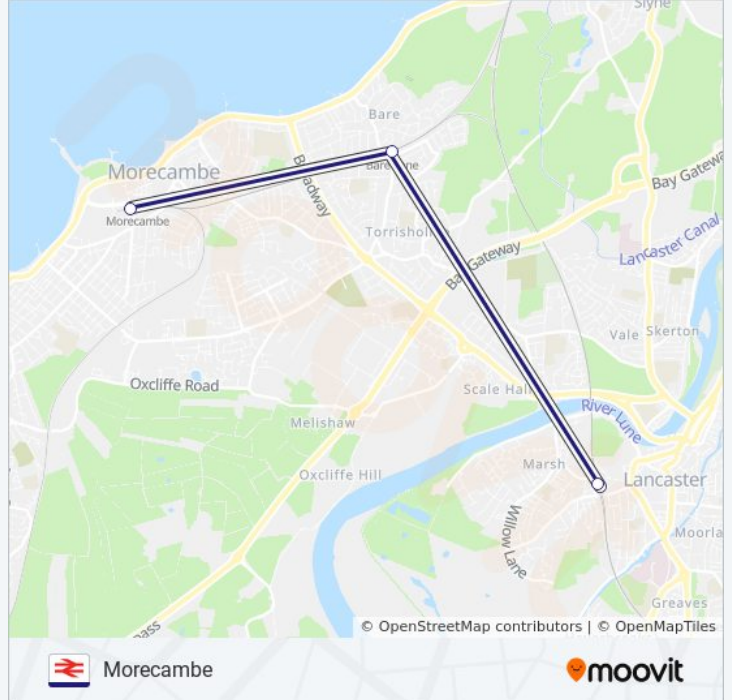 Slyne
Bare
Morecambe
Bay Gateway
Broadway
Bare Lane
Morecambe
Torrisholme
Lancaster Canal
Bay Gateway
Vale
Skerton
Oxcliffe Road
Scale Hall
River Lune
Melishaw
Marsh
Oxcliffe Hill
Lancaster
Willow Lane
Moorla
Greaves
pass
© OpenStreetMap contributors | © OpenMapTiles
Morecambe
moovit